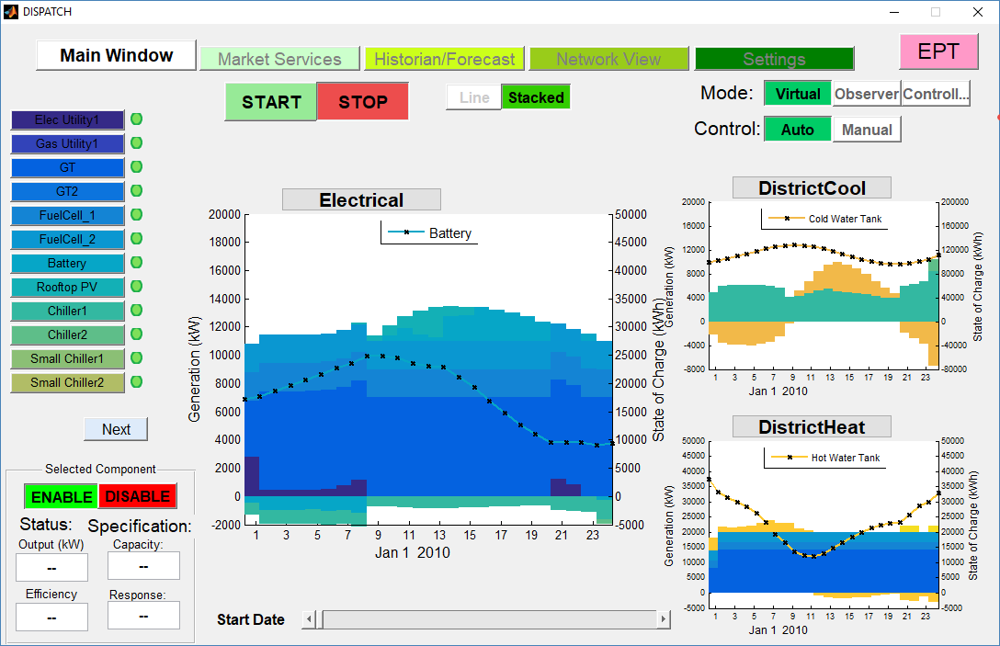 DISPATCH
Main Window
Market Services
Historian/Forecast
Network View
Settings
EPT
START
STOP
Line
Stacked
Mode:
Virtual
Observer
Controll...
Control:
Auto
Manual
Elec Utility1
Gas Utility1
GT
GT2
FuelCell_1
FuelCell_2
Battery
Rooftop PV
Chiller1
Chiller2
Small Chiller1
Small Chiller2
Next
Selected Component
ENABLE
DISABLE
Status:
Specification:
Output (kW)
Capacity:
--
--
Efficiency
Response:
--
--
Electrical
Battery
20000
18000
16000
14000
12000
10000
8000
6000
4000
2000
0
-2000
Generation (kW)
50000
45000
40000
35000
30000
25000
20000
15000
10000
5000
0
-5000
State of Charge (kWh)
1 3 5 7 9 11 13 15 17 19 21 23
Jan 1 2010
Start Date
DistrictCool
Cold Water Tank
20000
16000
12000
8000
4000
0
-4000
-8000
Generation (kW)
200000
160000
120000
80000
40000
0
-40000
-80000
State of Charge (kWh)
1 3 5 7 9 11 13 15 17 19 21 23
Jan 1 2010
DistrictHeat
Hot Water Tank
50000
45000
40000
35000
30000
25000
20000
15000
10000
5000
0
-5000
Generation (kW)
50000
45000
40000
35000
30000
25000
20000
15000
10000
5000
0
-5000
State of Charge (kWh)
1 3 5 7 9 11 13 15 17 19 21 23
Jan 1 2010